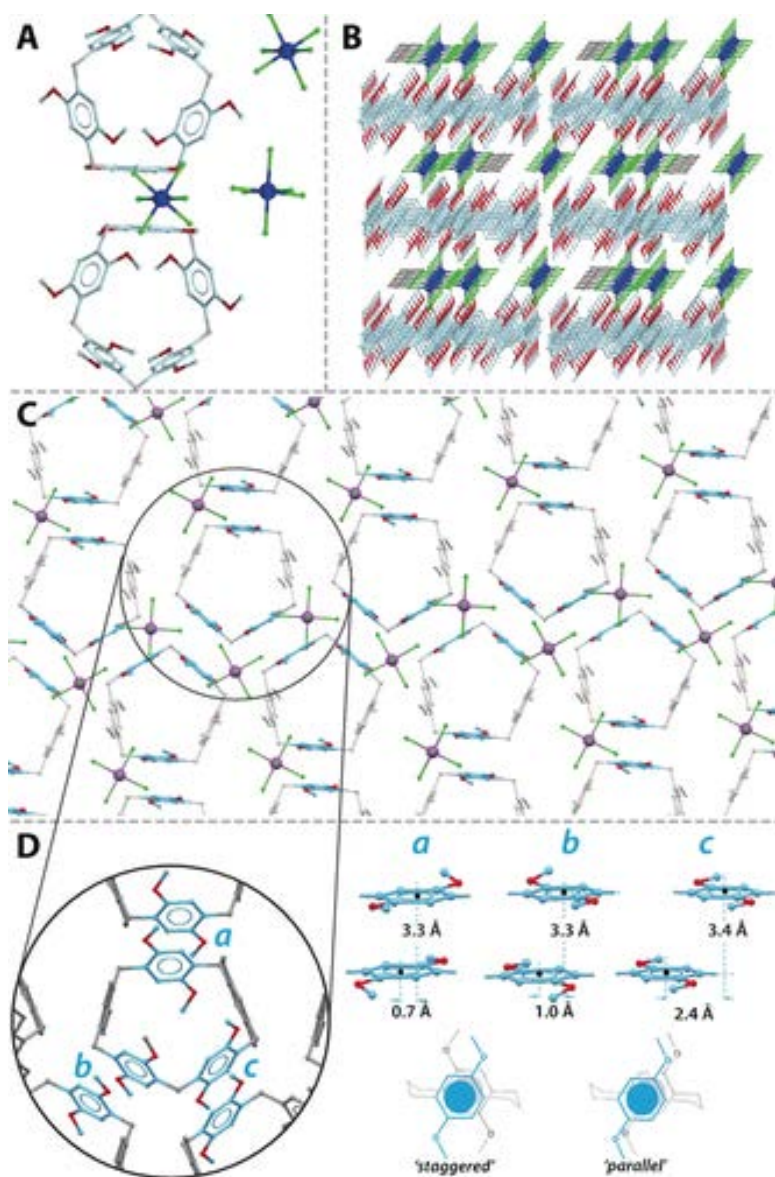 A
B
C
D
a b c
3.3 Å 3.3 Å 3.4 Å
0.7 Å 1.0 Å 2.4 Å
a
b c
'staggered' 'parallel'